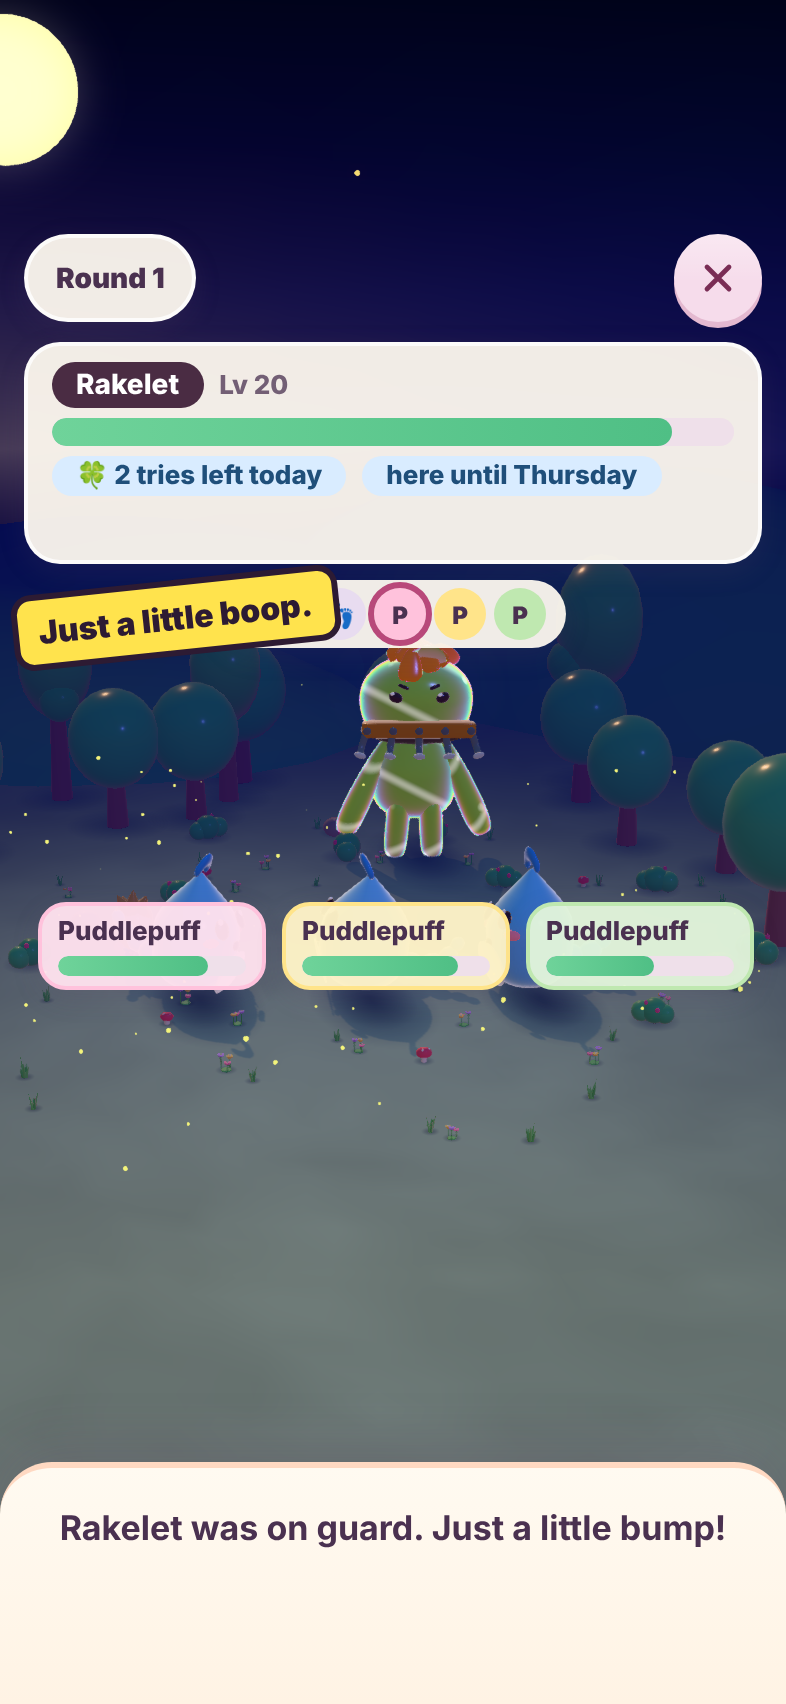 Round 1
Rakelet Lv 20
🍀 2 tries left today here until Thursday
Just a little boop.
P P P
Puddlepuff Puddlepuff Puddlepuff
Rakelet was on guard. Just a little bump!